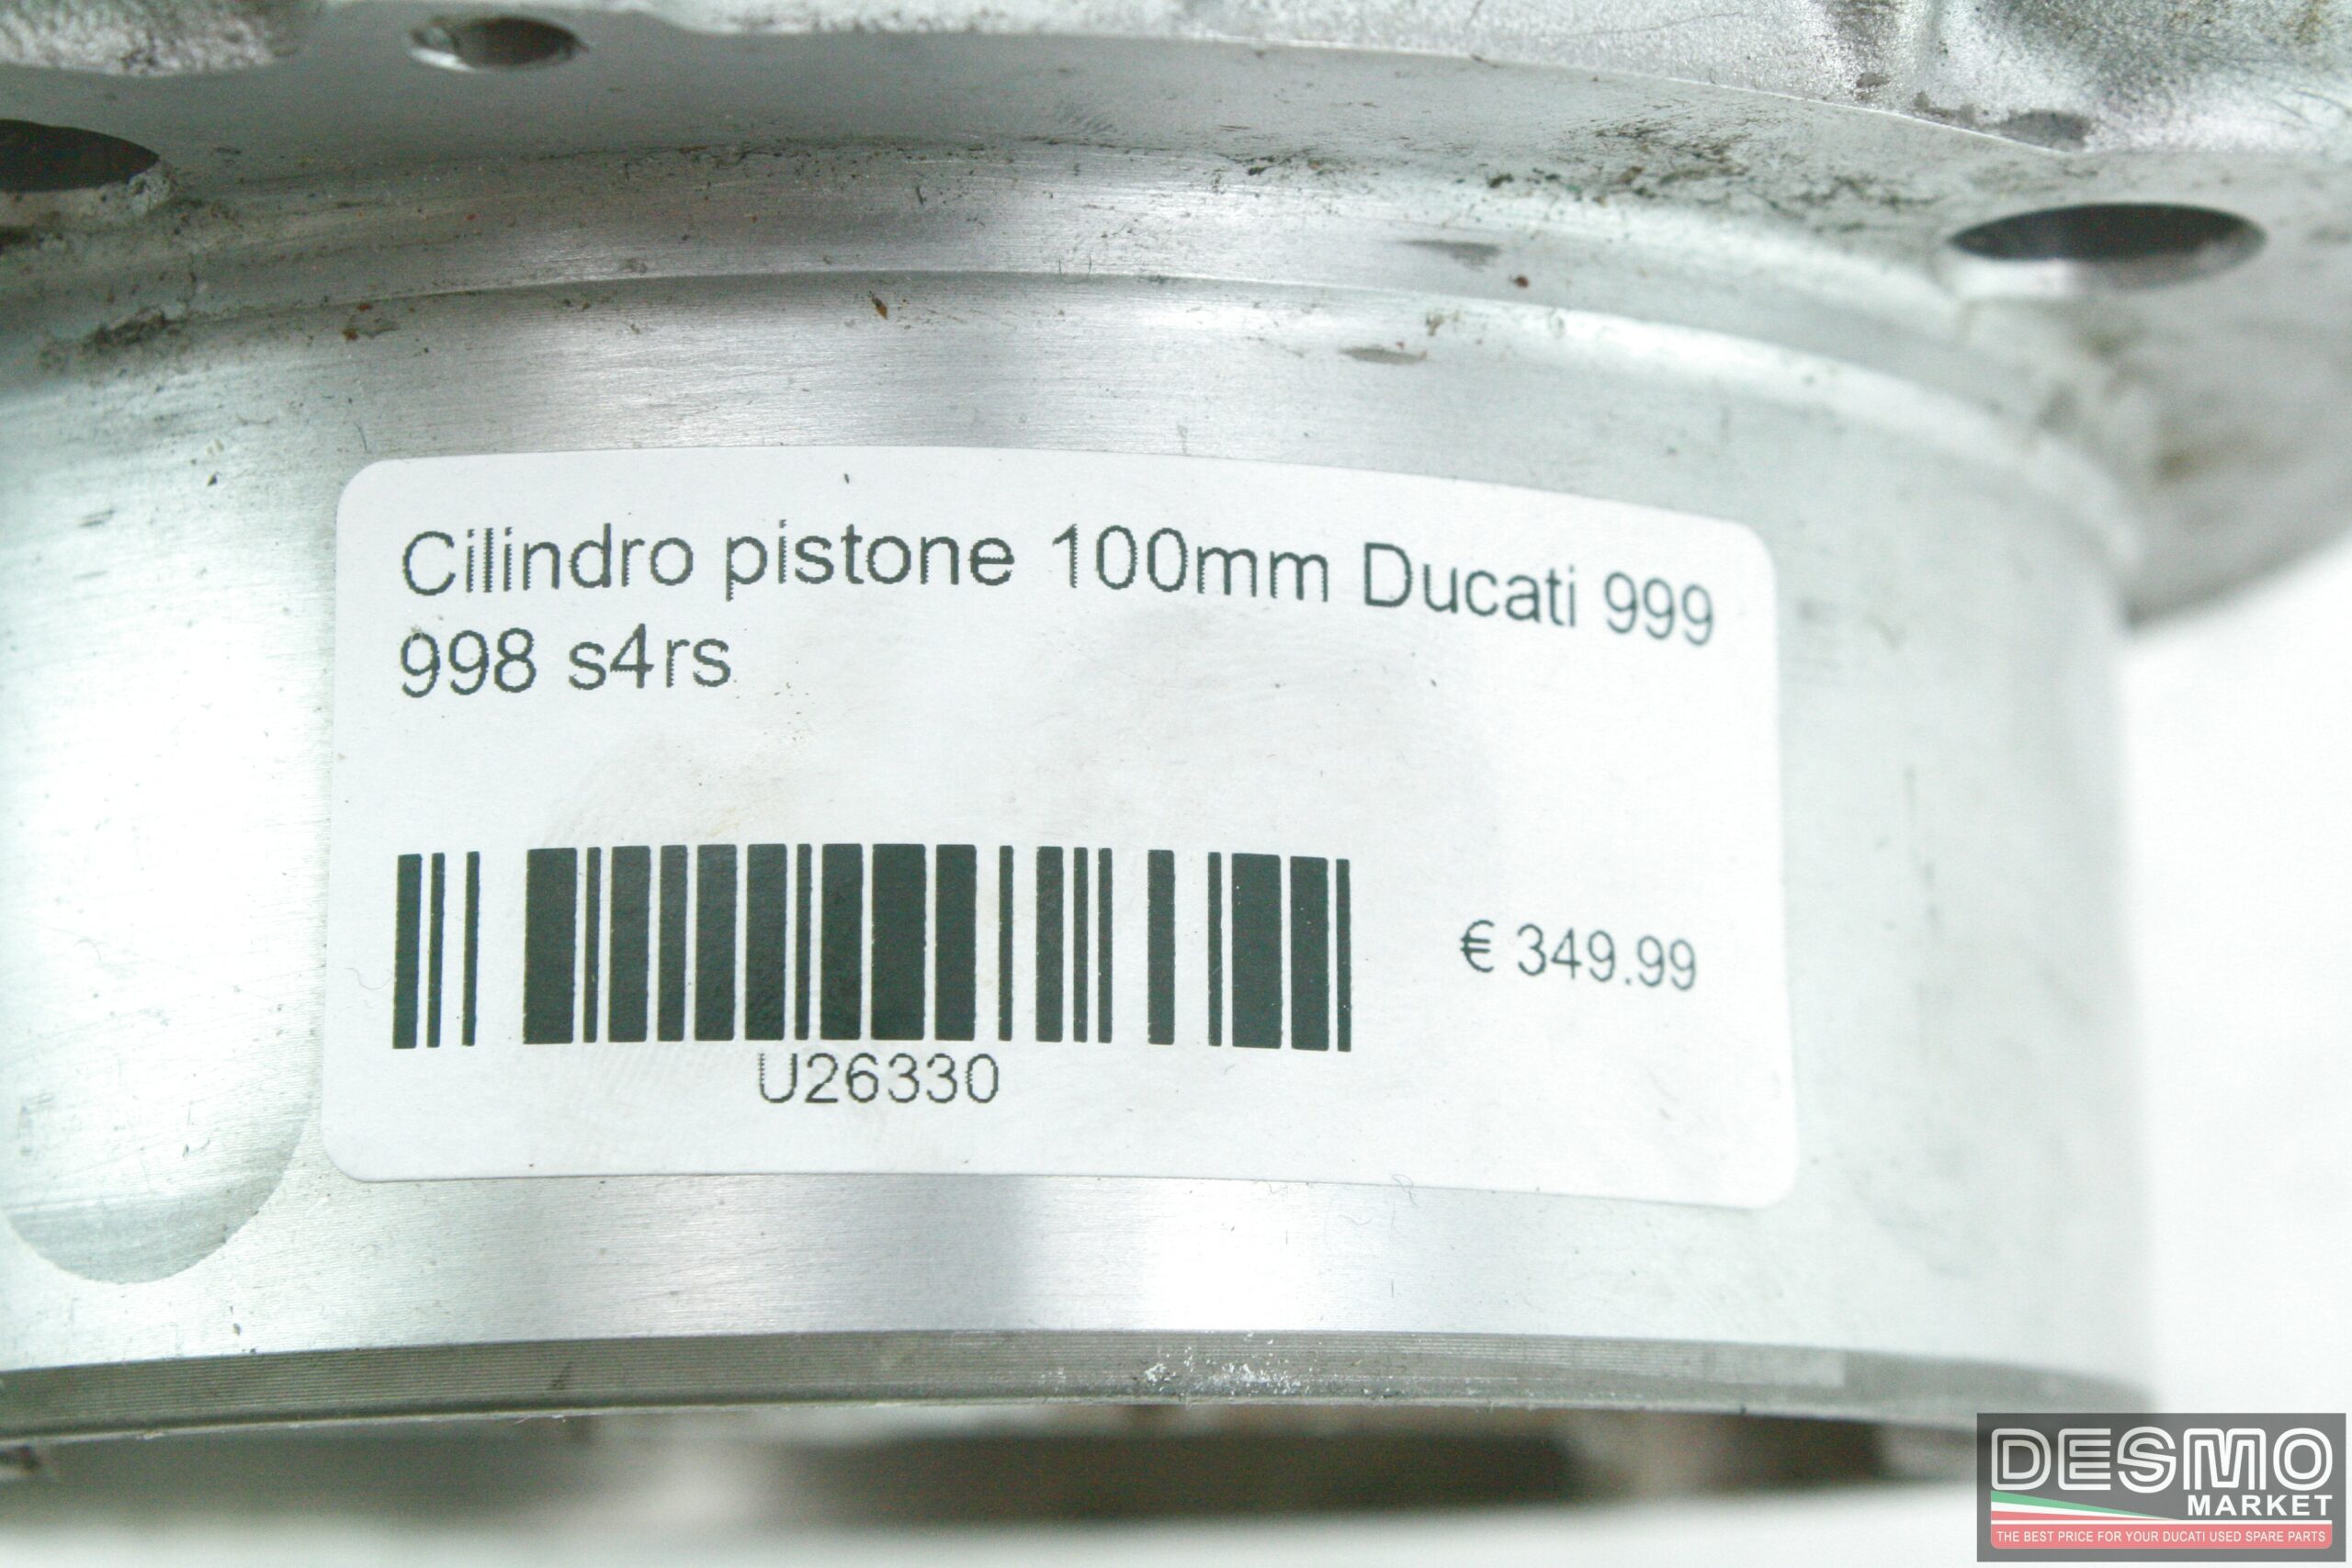 Cilindro pistone 100mm Ducati 999
998 s4rs
€ 349.99
U26330
DESMO
MARKET
THE BEST PRICE FOR YOUR DUCATI USED SPARE PARTS